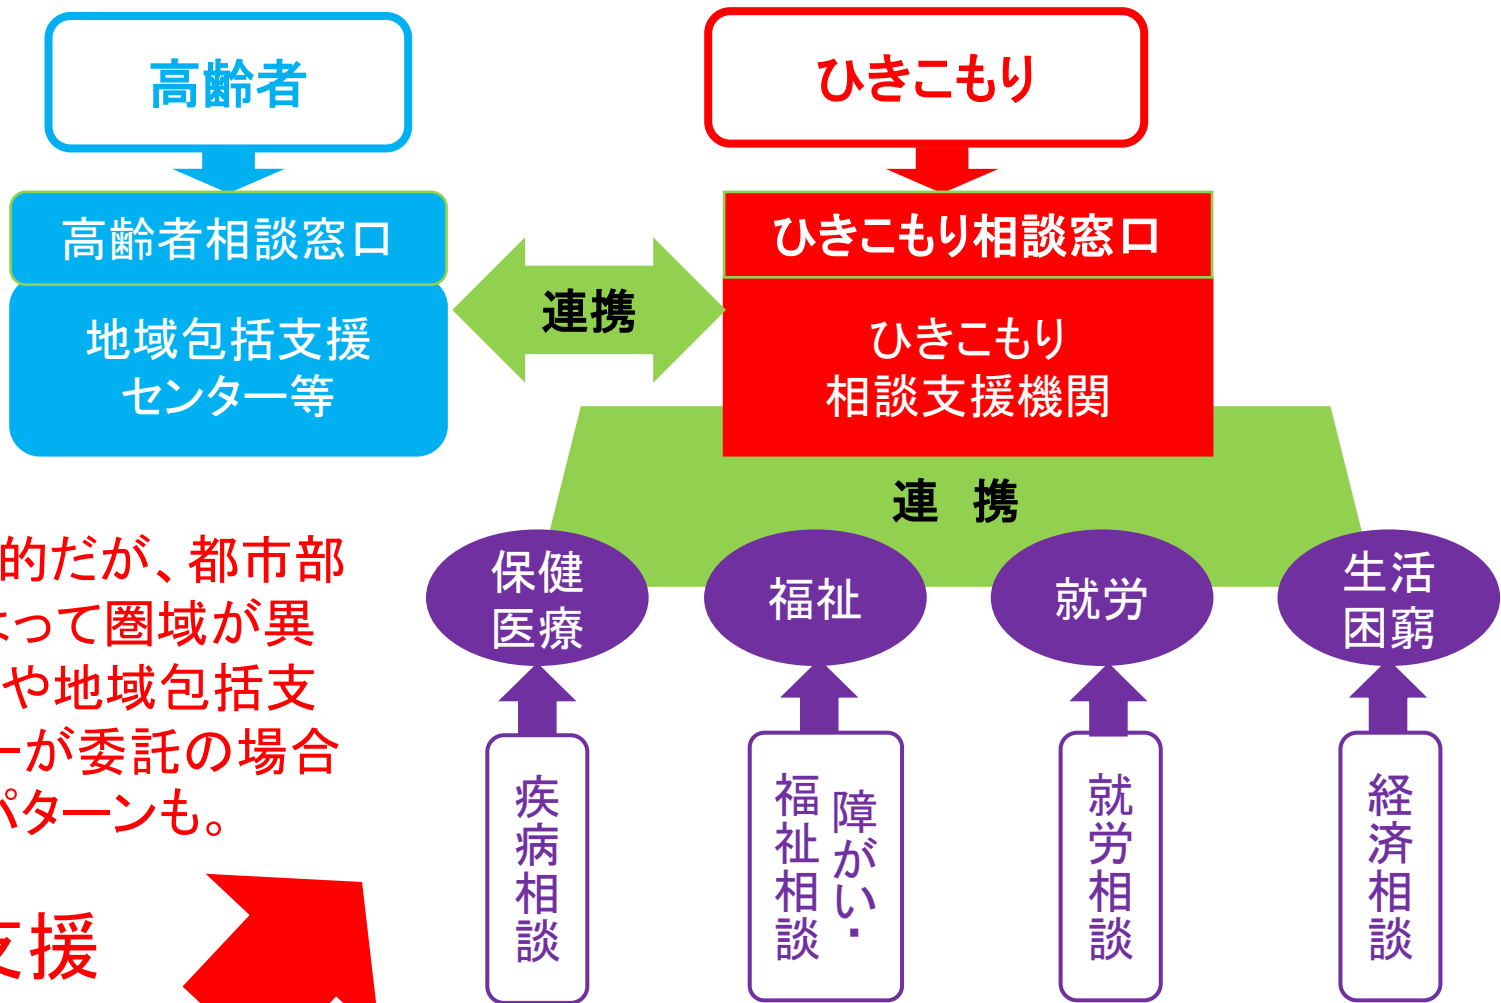 高齢者
ひきこもり
高齢者相談窓口
ひきこもり相談窓口
地域包括支援
センター等
連携
ひきこもり
相談支援機関
連 携
的だが、都市部
よって圏域が異
や地域包括支
ーが委託の場合
パターンも。
支援
保健
医療
福祉
就労
生活
困窮
疾病相談
障がい・
福祉相談
就労相談
経済相談